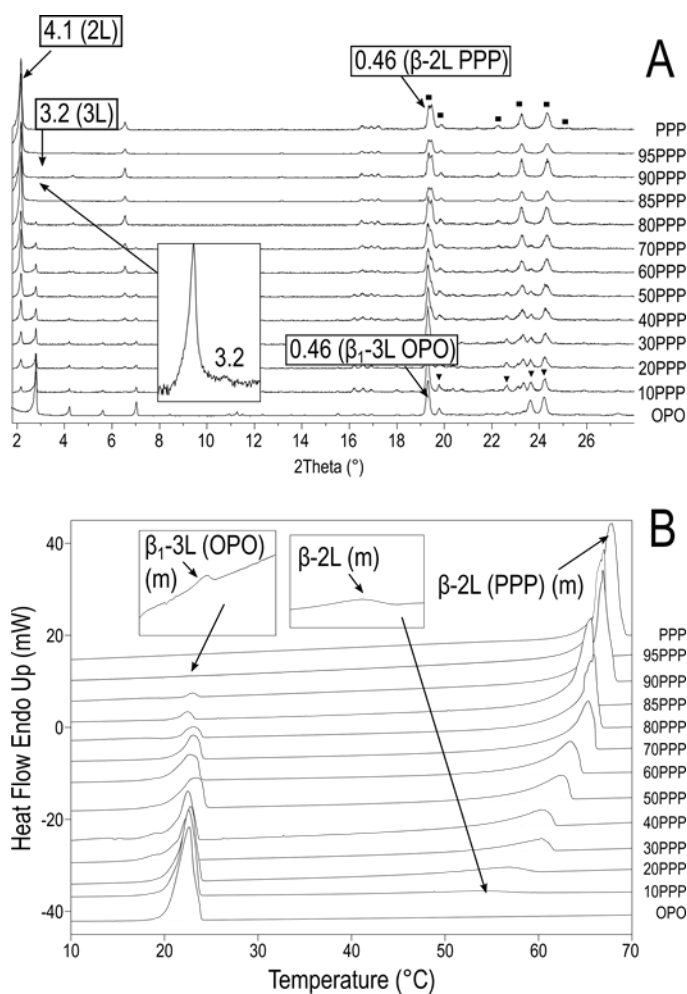 4.1 (2L)
A
0.46 (β-2L PPP)
3.2 (3L)
PPP
95PPP
90PPP
85PPP
80PPP
70PPP
60PPP
50PPP
40PPP
30PPP
20PPP
10PPP
OPO
3.2
0.46 (β₁-3L OPO)
2 4 6 8 10 12 14 16 18 20 22 24 26
2Theta (°)
B
β₁-3L (OPO)
(m)
β-2L (m)
β-2L (PPP) (m)
40
20
0
-20
-40
Heat Flow Endo Up (mW)
PPP
95PPP
90PPP
85PPP
80PPP
70PPP
60PPP
50PPP
40PPP
30PPP
20PPP
10PPP
OPO
10 20 30 40 50 60 70
Temperature (°C)